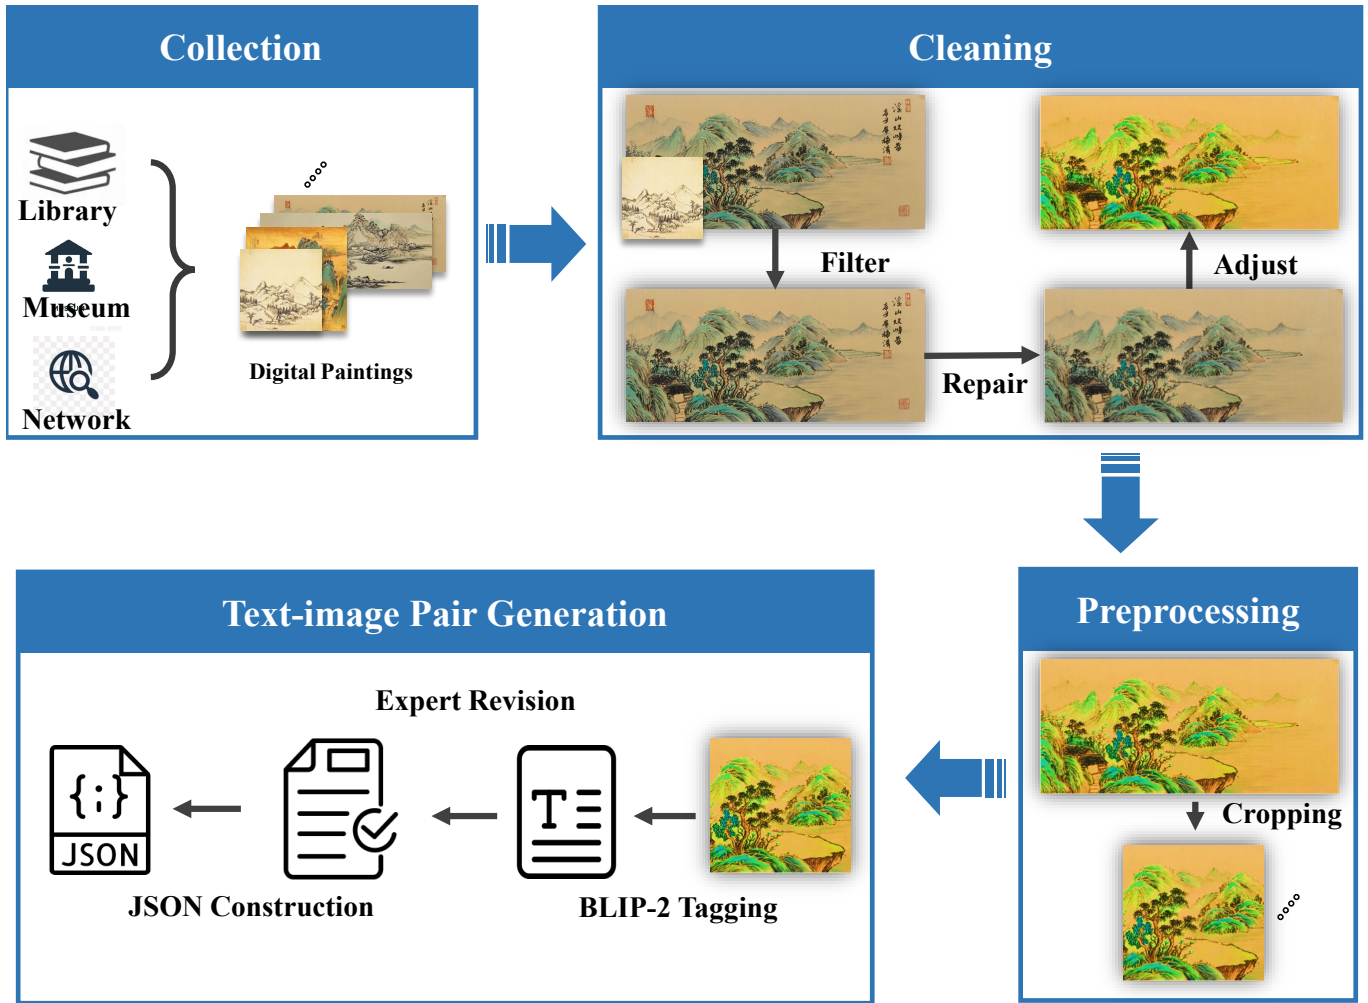 Collection
Library
Museum
Network
Digital Paintings
Cleaning
Filter
Repair
Adjust
Preprocessing
Cropping
Text-image Pair Generation
Expert Revision
JSON
JSON Construction
T
BLIP-2 Tagging